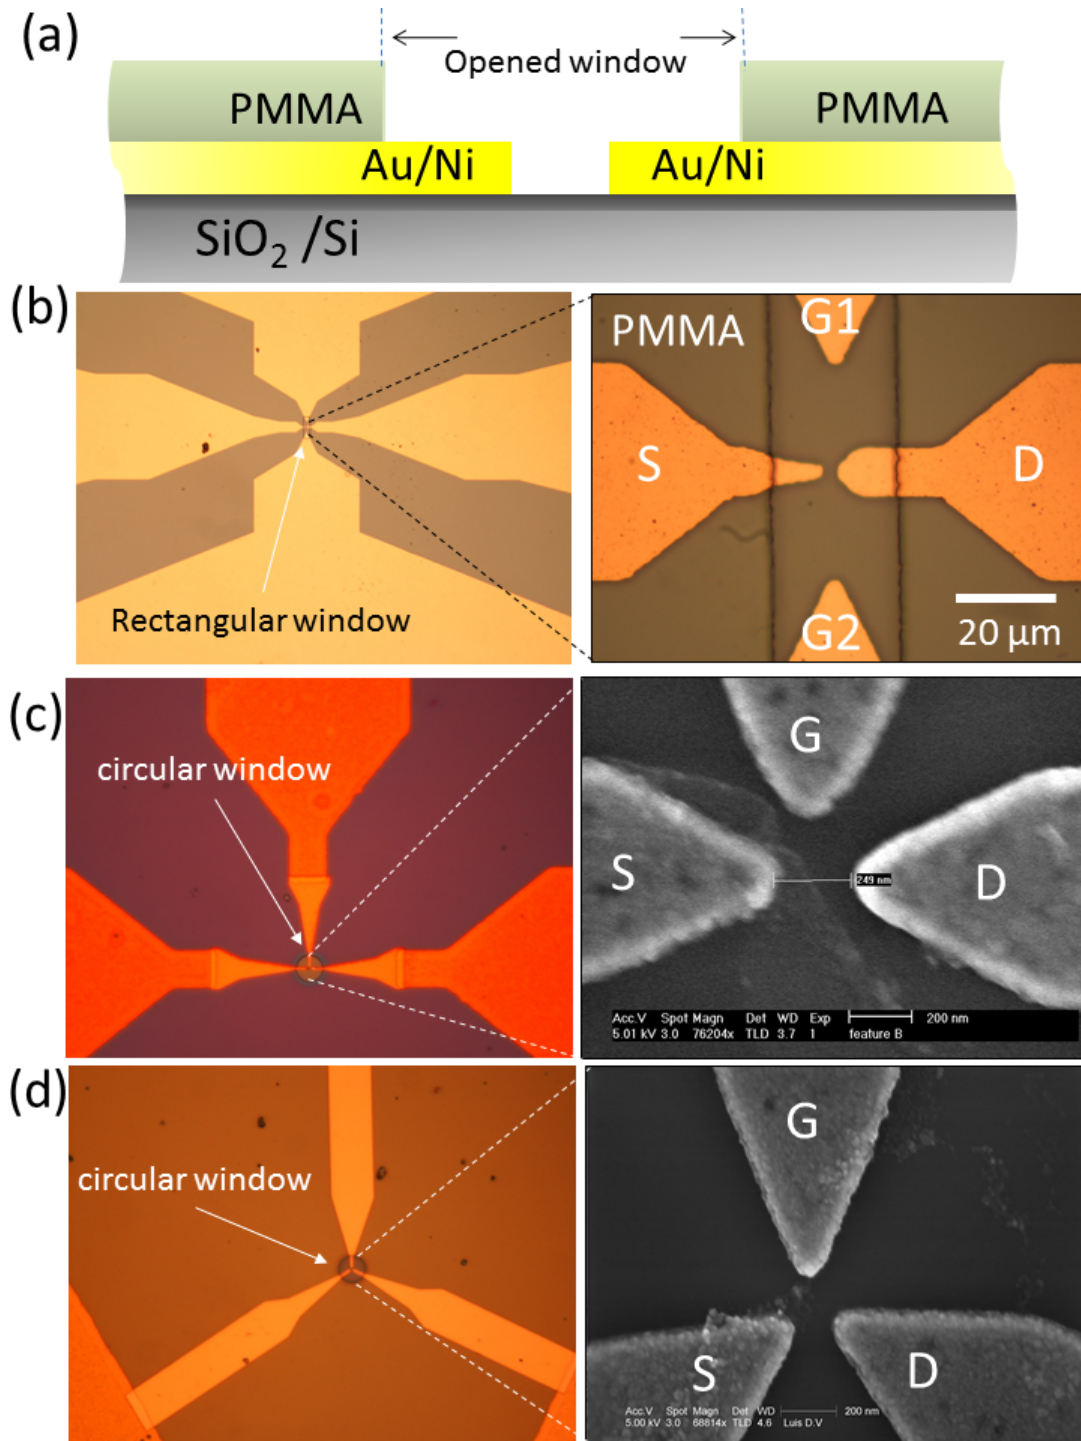 (a)
Opened window
PMMA
PMMA
Au/Ni
Au/Ni
SiO₂ /Si
(b)
PMMA
G1
S
D
G2
20 µm
Rectangular window
(c)
circular window
G
S
D
249 nm
Acc.V Spot Magn Det WD Exp
5.01 kV 3.0 76204x TLD 3.7 1
200 nm
feature B
(d)
circular window
G
S
D
Acc.V Spot Magn Det WD
5.00 kV 3.0 68814x TLD 4.6 Luis D.V
200 nm